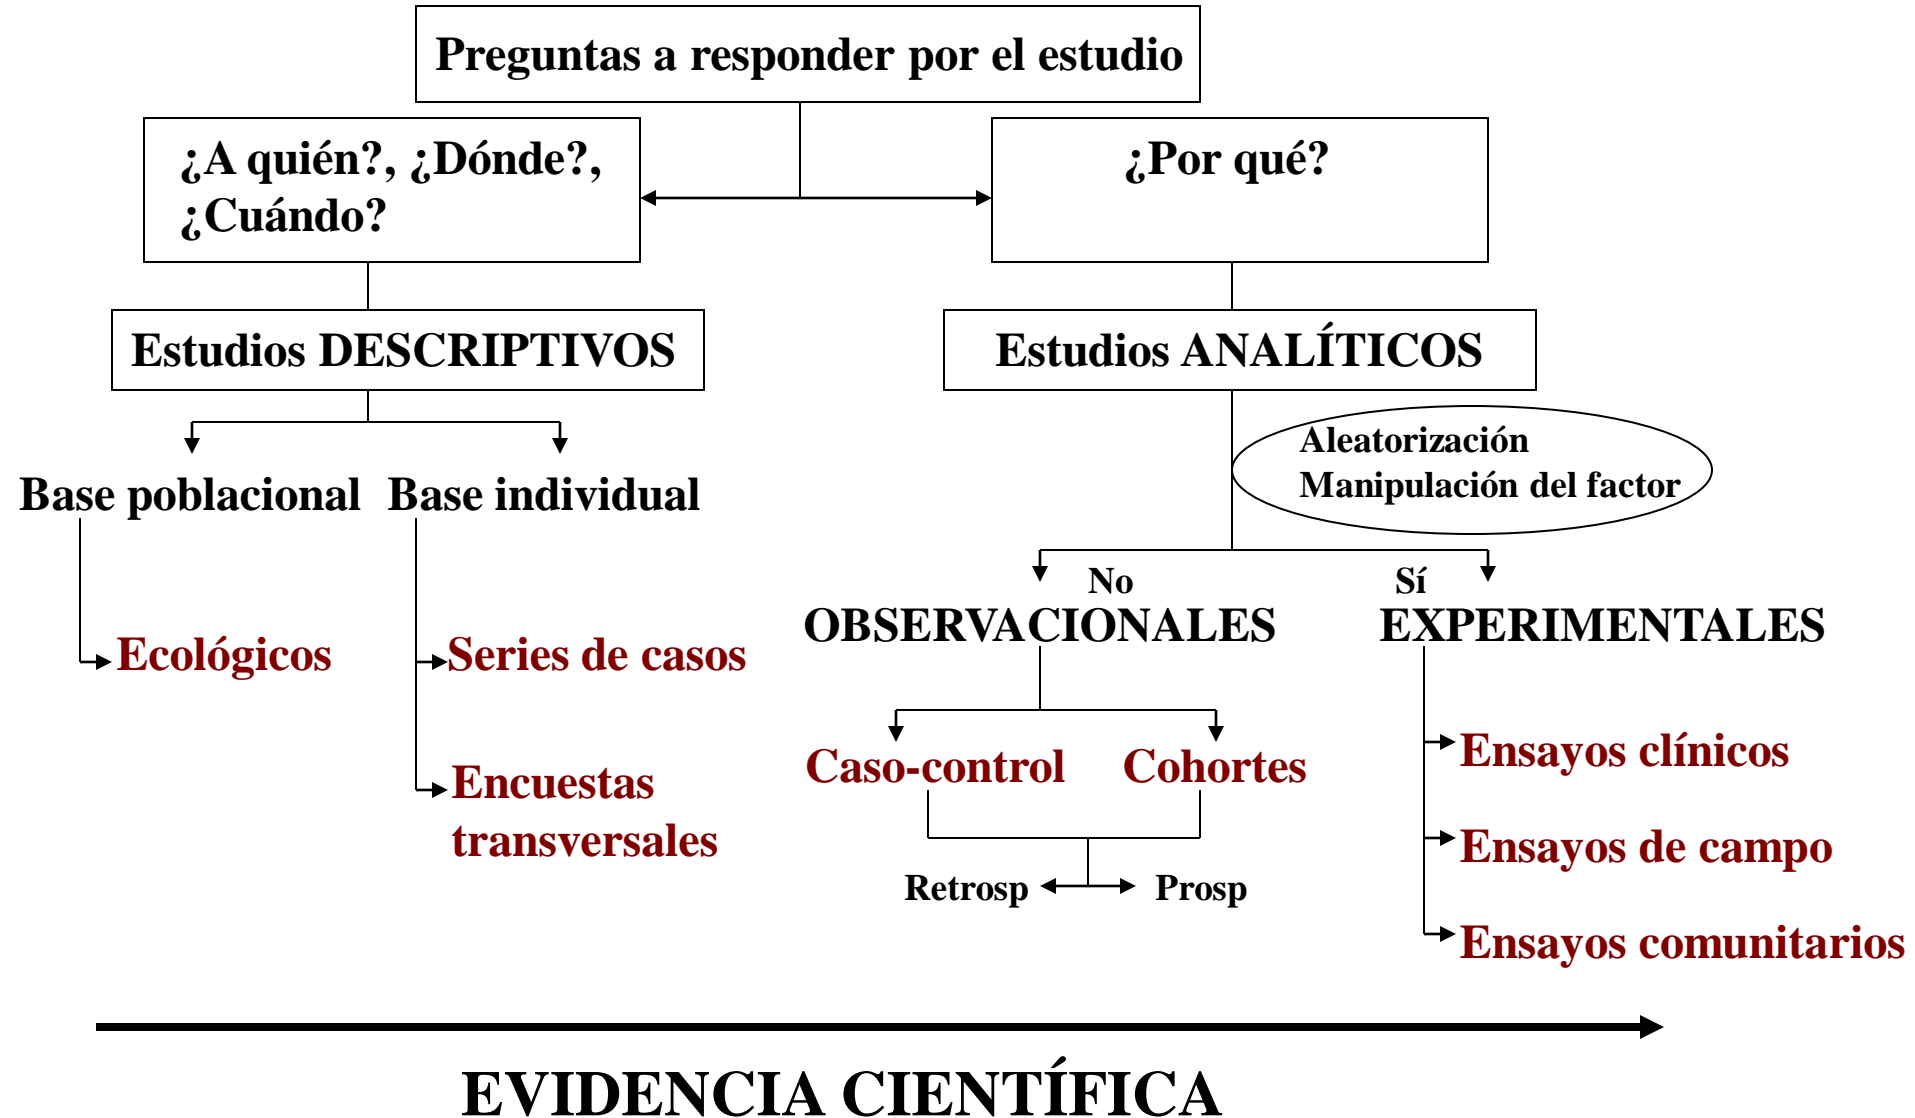 Preguntas a responder por el estudio
¿A quién?, ¿Dónde?,
¿Cuándo?
¿Por qué?
Estudios DESCRIPTIVOS
Estudios ANALÍTICOS
Aleatorización
Manipulación del factor
Base poblacional
Base individual
No
Sí
OBSERVACIONALES
EXPERIMENTALES
Ecológicos
Series de casos
Encuestas
transversales
Caso-control
Cohortes
Retrosp
Prosp
Ensayos clínicos
Ensayos de campo
Ensayos comunitarios
EVIDENCIA CIENTÍFICA